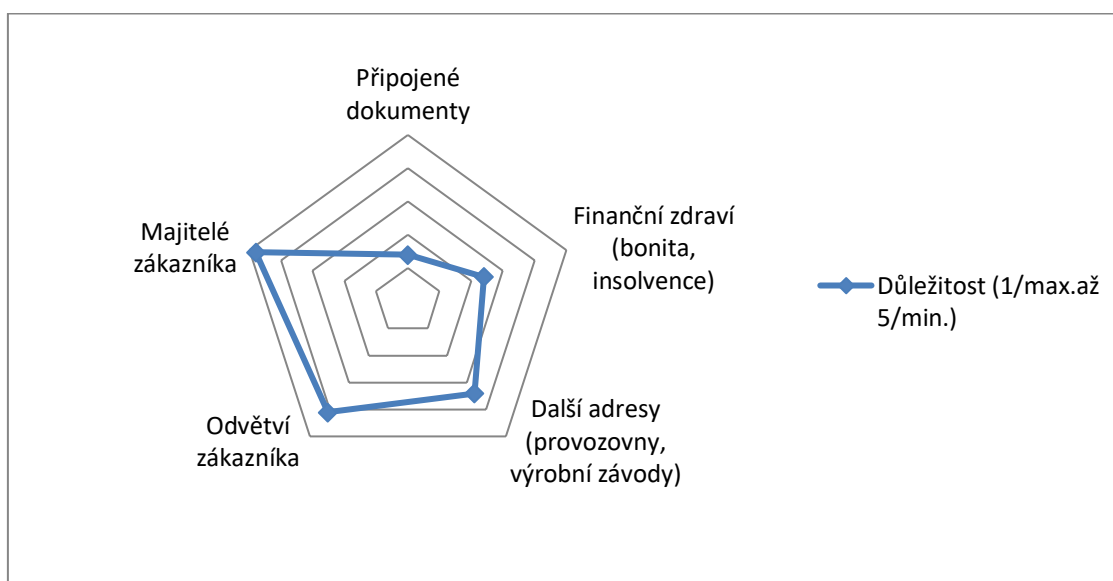 Připojené
dokumenty
Finanční zdraví
(bonita,
insolvence)
Další adresy
(provozovny,
výrobní závody)
Odvětví
zákazníka
Majitelé
zákazníka
Důležitost (1/max.až
5/min.)